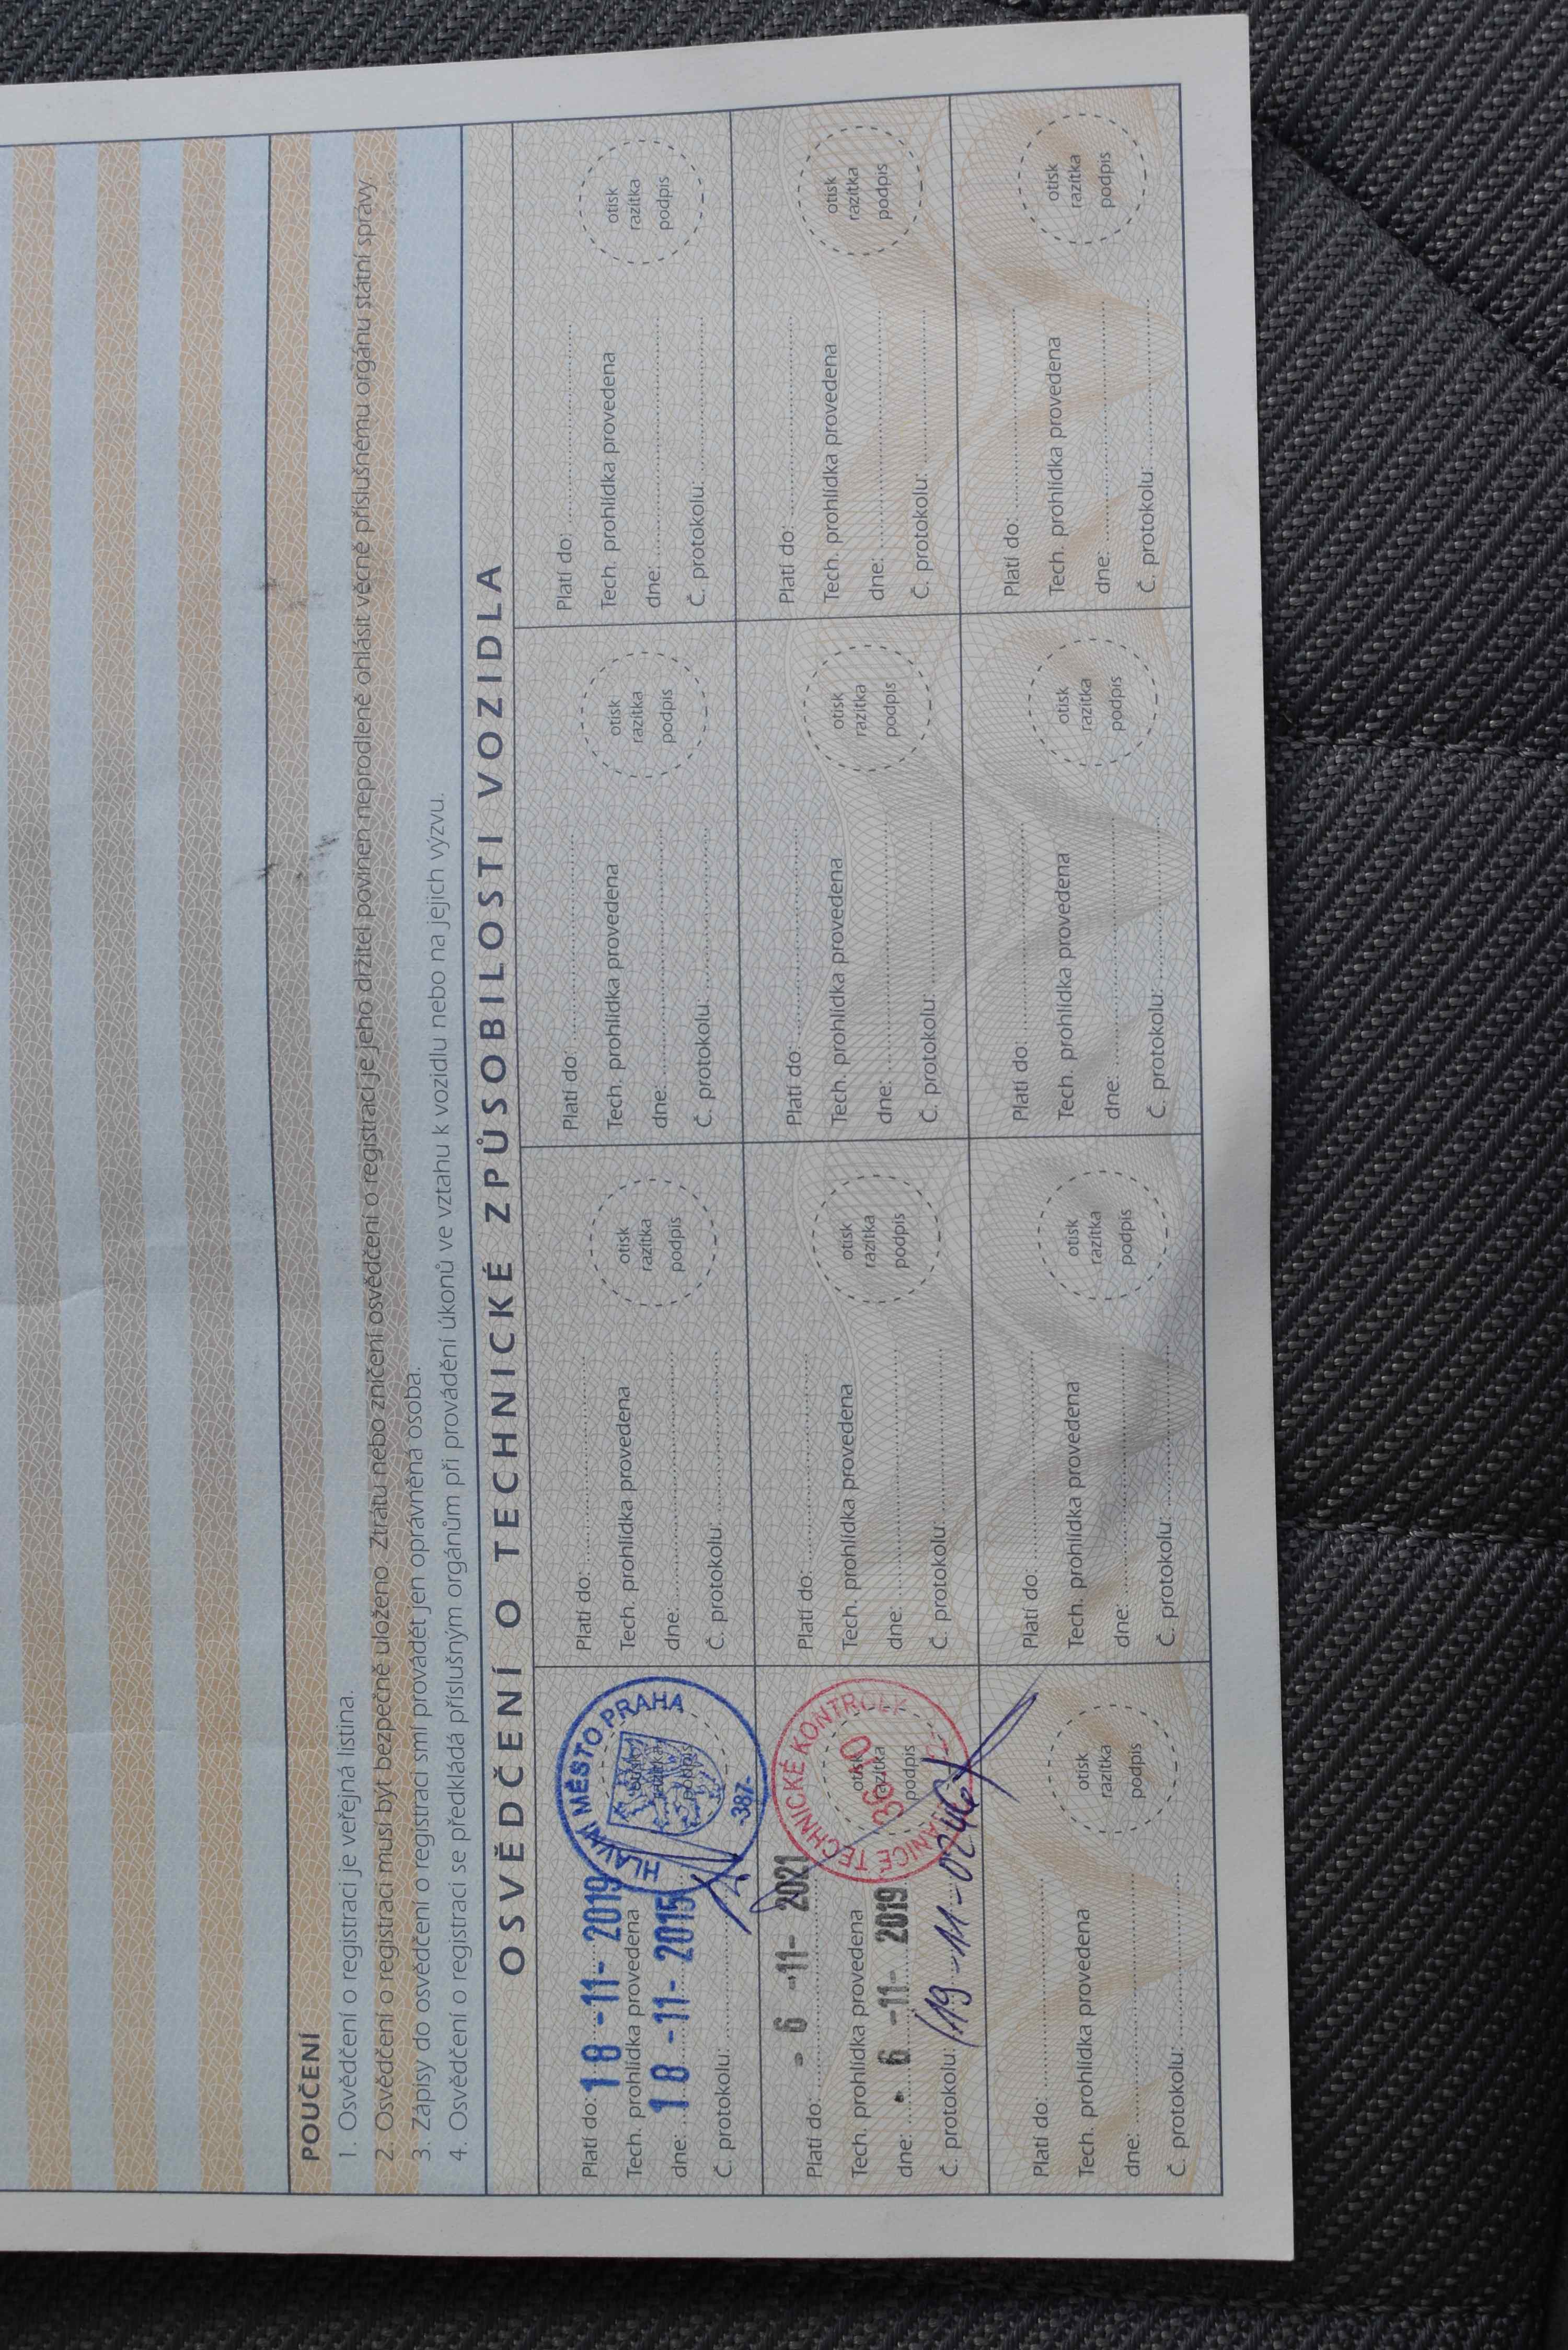 POUČENÍ
1. Osvědčení o registraci je veřejná listina.
2. Osvědčení o registraci musí být bezpečně uloženo. Ztrátu nebo zničení osvědčení o registraci je jeho držitel povinen neprodleně ohlásit věcně příslušnému orgánu státní správy.
3. Zápisy do osvědčení o registraci smí provádět jen oprávněná osoba.
4. Osvědčení o registraci se předkládá příslušným orgánům při provádění úkonů ve vztahu k vozidlu nebo na jejich výzvu.
OSVĚDČENÍ O TECHNICKÉ ZPŮSOBILOSTI VOZIDLA
Platí do: 18 -11- 2019
Tech. prohlídka provedena
dne: 18 -11- 2015
Č. protokolu:
HLAVNÍ MĚSTO PRAHA
-387-
otisk
razítka
podpis
Platí do:
Tech. prohlídka provedena
dne:
Č. protokolu:
otisk
razítka
podpis
Platí do:
Tech. prohlídka provedena
dne:
Č. protokolu:
otisk
razítka
podpis
Platí do:
Tech. prohlídka provedena
dne:
Č. protokolu:
otisk
razítka
podpis
Platí do: - 6 -11- 2021
Tech. prohlídka provedena
dne: 6 -11- 2019
Č. protokolu: 19-11-0246
TECHNICKÉ KONTROLY
otisk
razítka
podpis
Platí do:
Tech. prohlídka provedena
dne:
Č. protokolu:
otisk
razítka
podpis
Platí do:
Tech. prohlídka provedena
dne:
Č. protokolu:
otisk
razítka
podpis
Platí do:
Tech. prohlídka provedena
dne:
Č. protokolu:
otisk
razítka
podpis
Platí do:
Tech. prohlídka provedena
dne:
Č. protokolu:
otisk
razítka
podpis
Platí do:
Tech. prohlídka provedena
dne:
Č. protokolu:
otisk
razítka
podpis
Platí do:
Tech. prohlídka provedena
dne:
Č. protokolu:
otisk
razítka
podpis
Platí do:
Tech. prohlídka provedena
dne:
Č. protokolu:
otisk
razítka
podpis